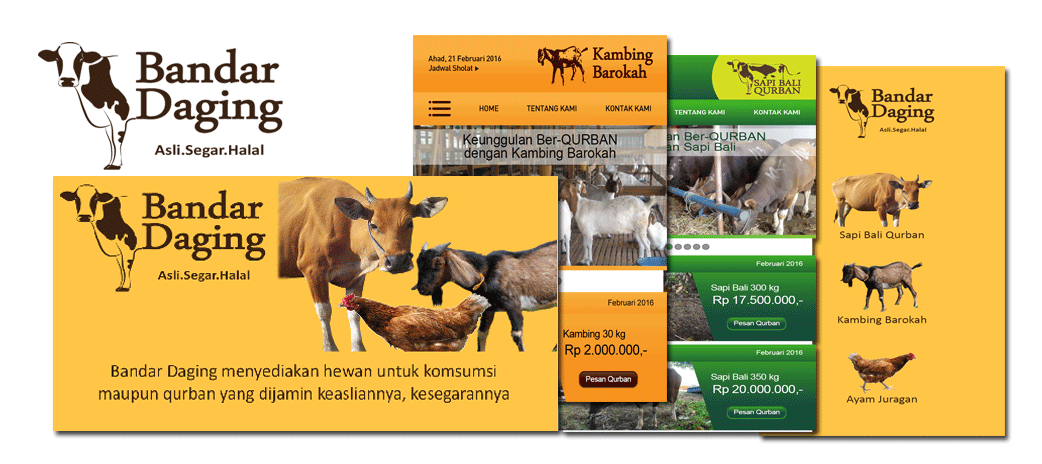 Bandar
Daging
Asli.Segar.Halal
Bandar
Daging
Asli.Segar.Halal
Bandar Daging menyediakan hewan untuk komsumsi
maupun qurban yang dijamin keasliannya, kesegarannya
Ahad, 21 Februari 2016
Jadwal Sholat
Kambing
Barokah
HOME TENTANG KAMI KONTAK KAMI
Keunggulan Ber-QURBAN
dengan Kambing Barokah
Februari 2016
Kambing 30 kg
Rp 2.000.000,-
Pesan Qurban
SAPI BALI
QURBAN
TENTANG KAMI KONTAK KAMI
an Ber-QURBAN
an Sapi Bali
Februari 2016
Sapi Bali 300 kg
Rp 17.500.000,-
Pesan Qurban
Februari 2016
Sapi Bali 350 kg
Rp 20.000.000,-
Pesan Qurban
Bandar
Daging
Asli.Segar.Halal
Sapi Bali Qurban
Kambing Barokah
Ayam Juragan